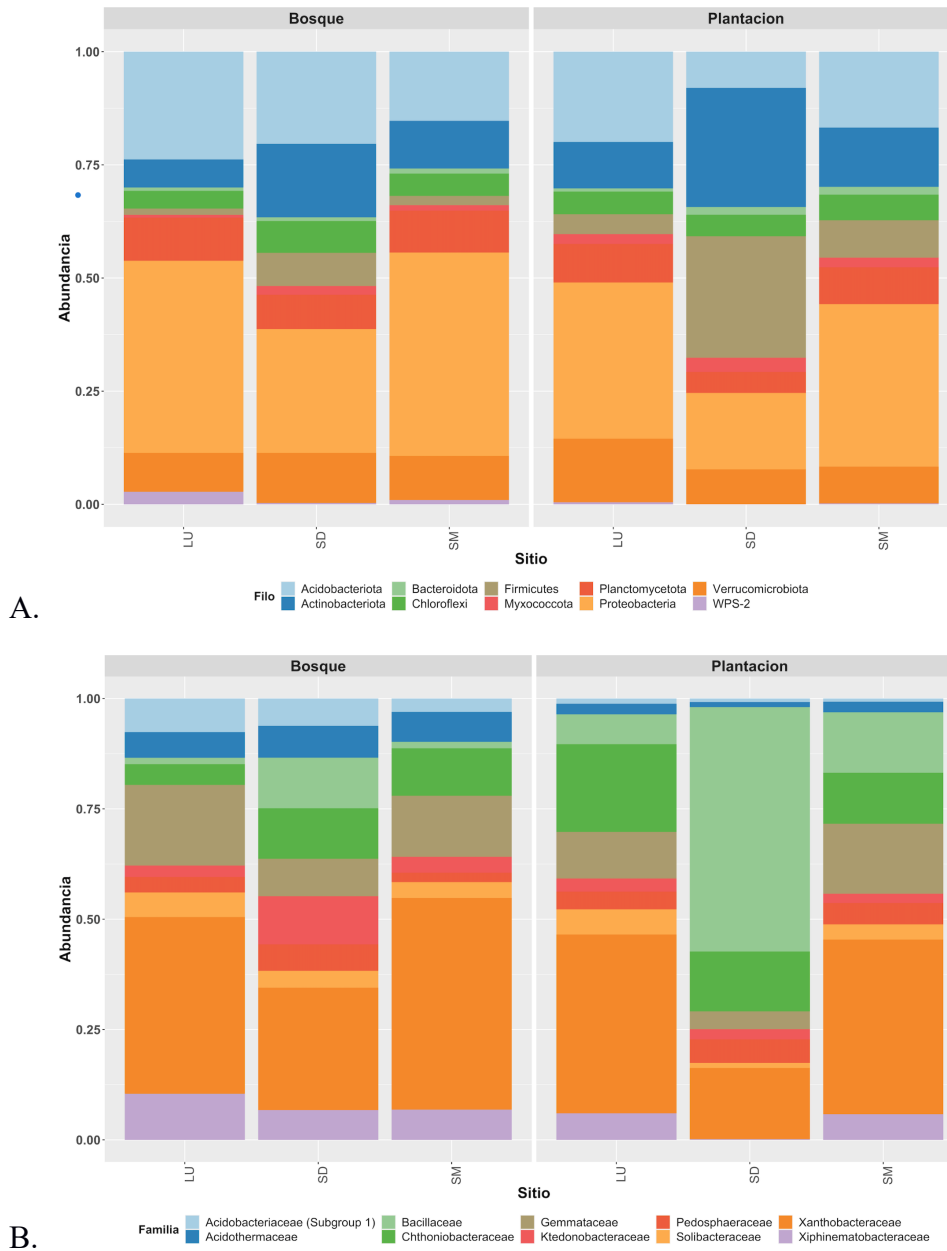 Bosque
Plantacion
1.00
0.75
0.50
0.25
0.00
Abundancia
LU
SD
SM
LU
SD
SM
Sitio
Filo
Acidobacteriota
Bacteroidota
Firmicutes
Planctomycetota
Verrucomicrobiota
Actinobacteriota
Chloroflexi
Myxococcota
Proteobacteria
WPS-2
A.
Bosque
Plantacion
1.00
0.75
0.50
0.25
0.00
Abundancia
LU
SD
SM
LU
SD
SM
Sitio
Familia
Acidobacteriaceae (Subgroup 1)
Bacillaceae
Gemmataceae
Pedosphaeraceae
Xanthobacteraceae
Acidothermaceae
Chthoniobacteraceae
Ktedonobacteraceae
Solibacteraceae
Xiphinematobacteraceae
B.